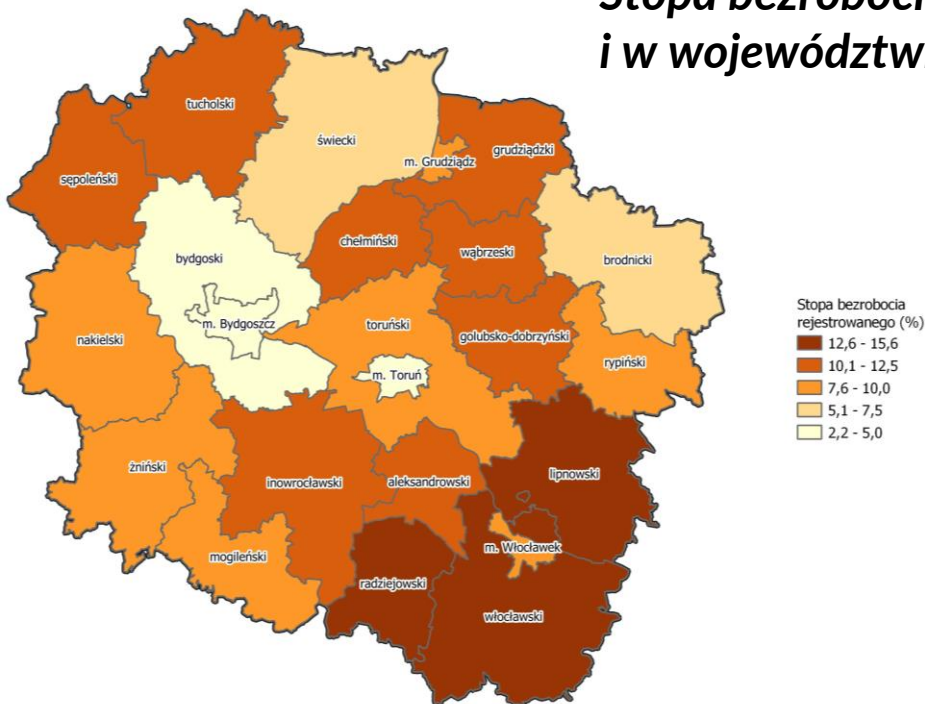 Stopa bezroboci
i w województw
tucholski
świecki
grudziądzki
m. Grudziądz
sępoleński
chełmiński
wąbrzeski
brodnicki
bydgoski
m. Bydgoszcz
toruński
golubsko-dobrzyński
nakielski
rypiński
m. Toruń
żniński
inowrocławski
aleksandrowski
lipnowski
mogileński
m. Włocławek
radziejowski
włocławski
Stopa bezrobocia
rejestrowanego (%)
12,6 - 15,6
10,1 - 12,5
7,6 - 10,0
5,1 - 7,5
2,2 - 5,0